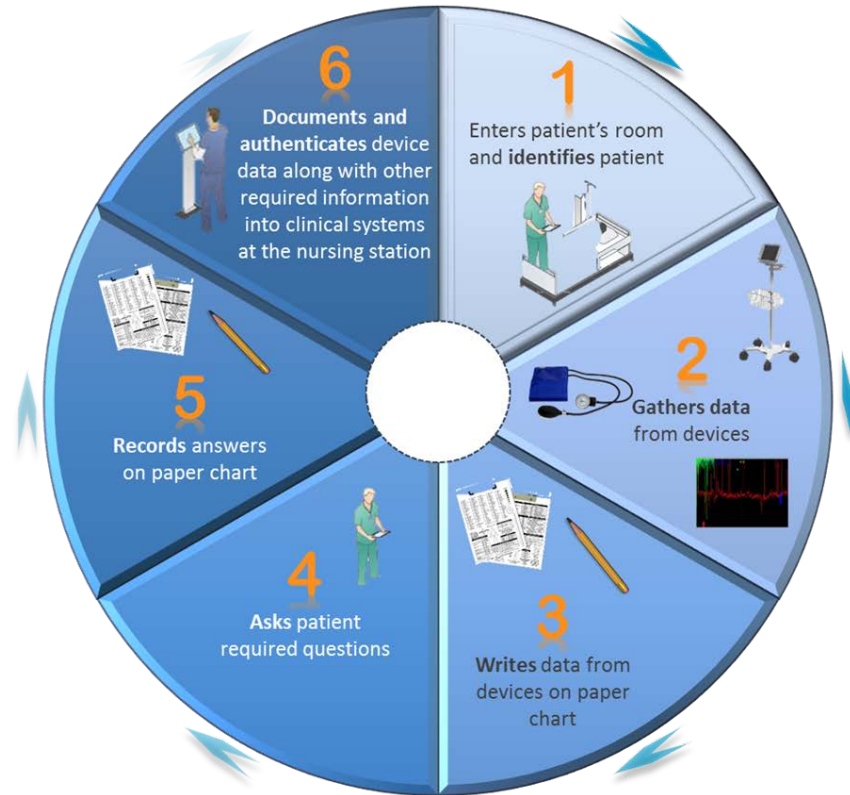 1
Enters patient's room
and identifies patient
2
Gathers data
from devices
3
Writes data from
devices on paper
chart
4
Asks patient
required questions
5
Records answers
on paper chart
6
Documents and
authenticates device
data along with other
required information
into clinical systems
at the nursing station